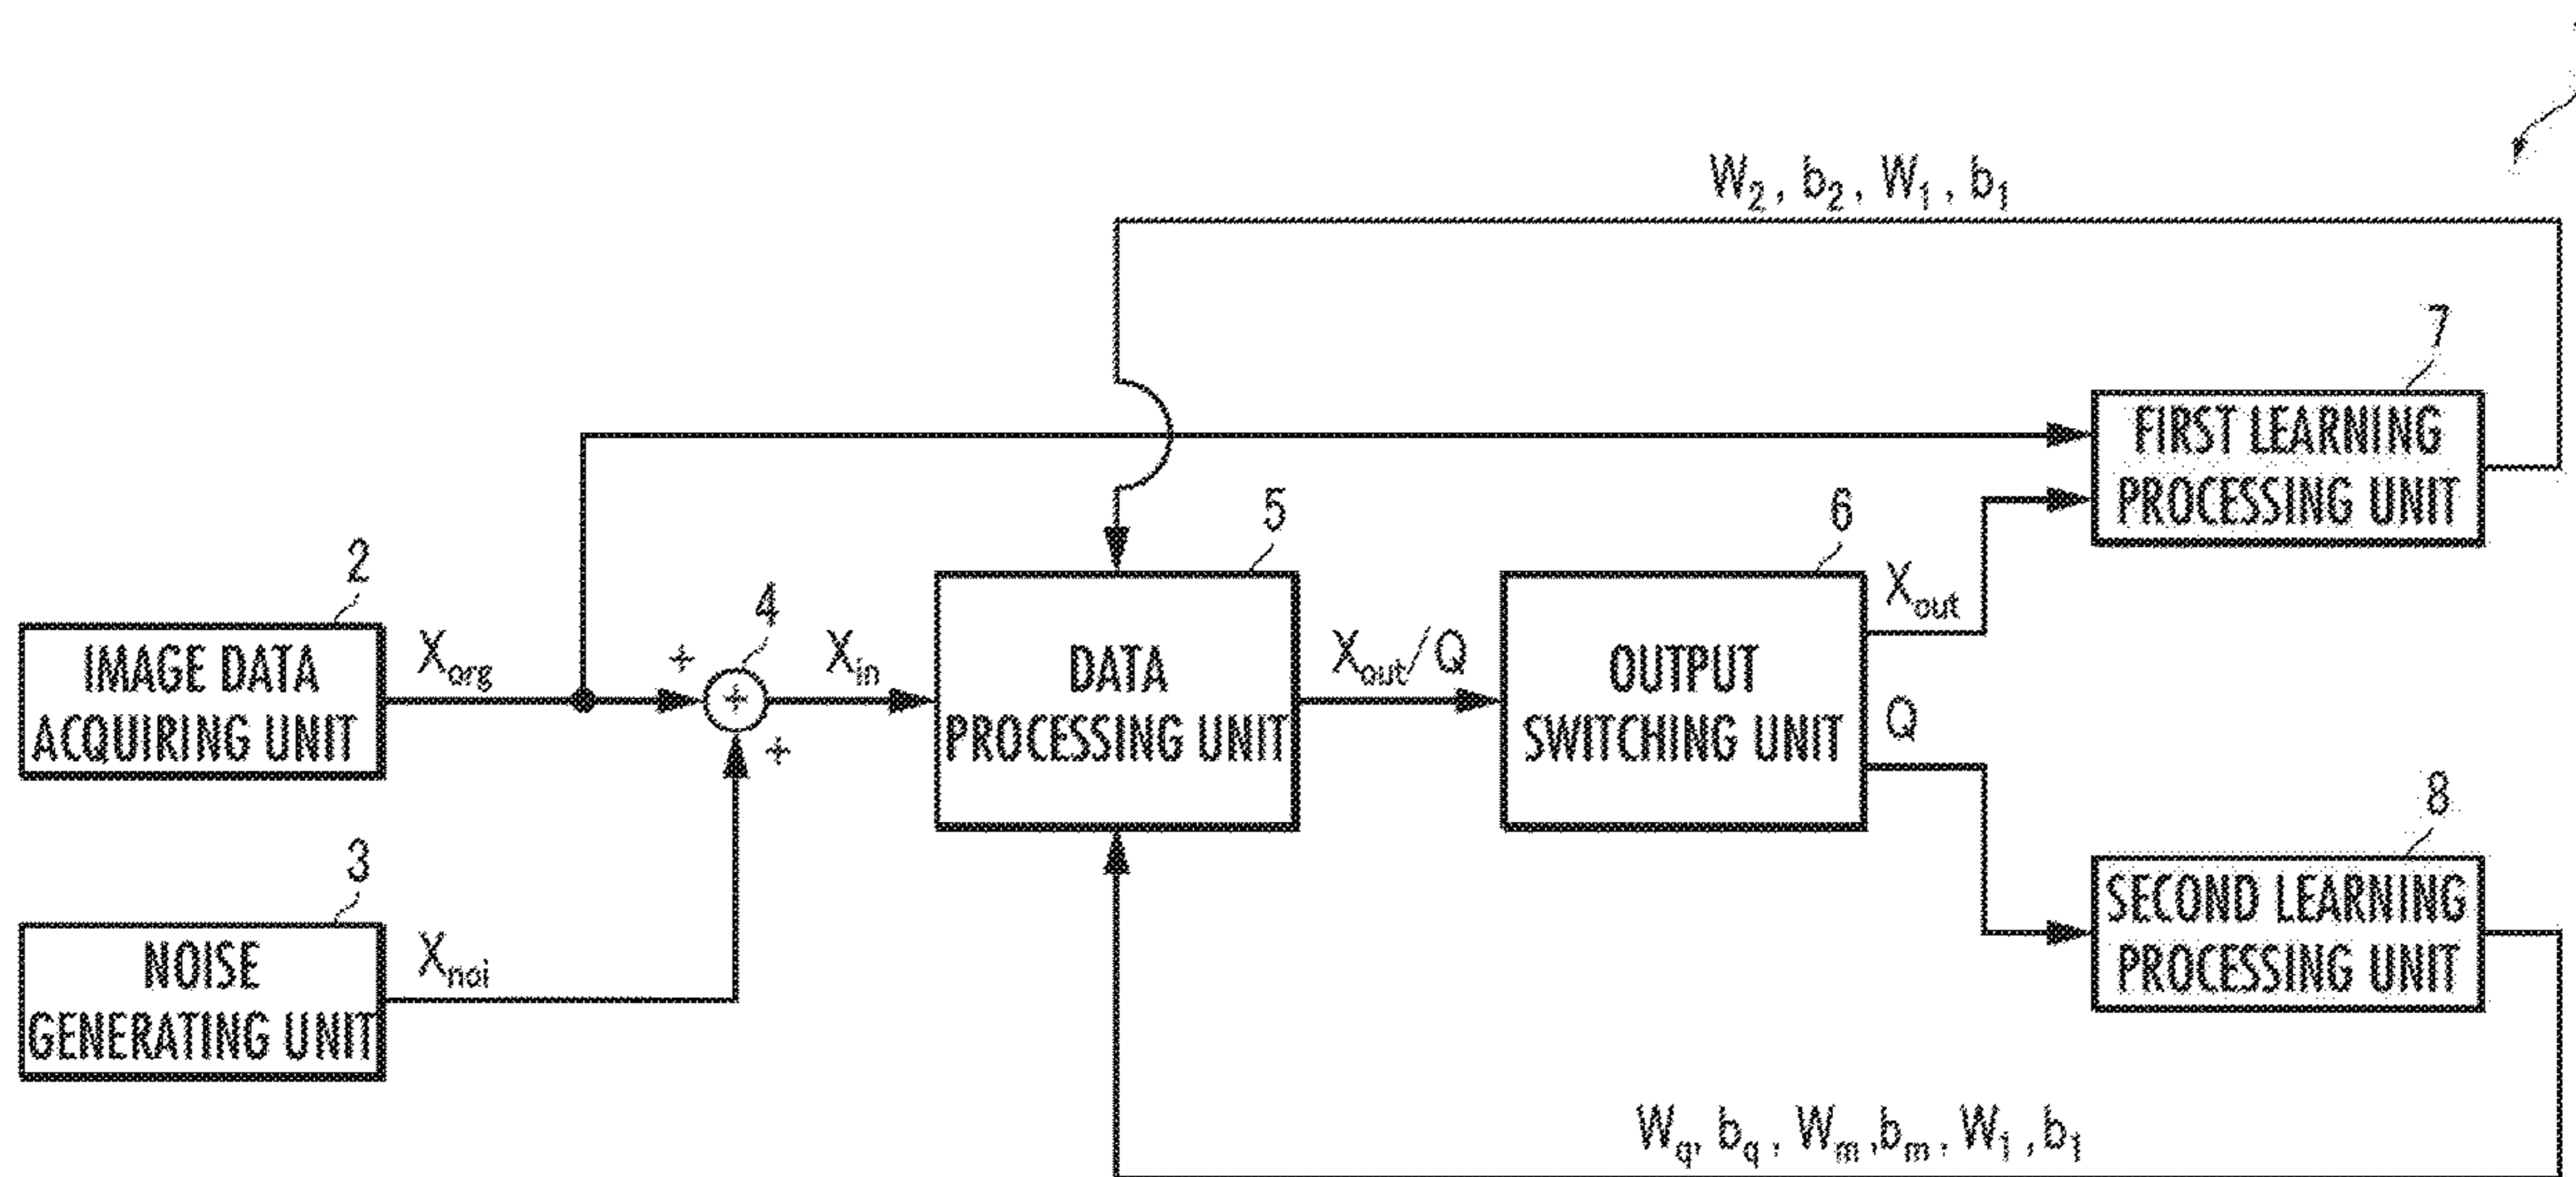 W2, b2, W1, b1
7
FIRST LEARNING
PROCESSING UNIT
2
IMAGE DATA
ACQUIRING UNIT
Xorg
+
4
+
+
Xin
5
DATA
PROCESSING UNIT
Xout/Q
6
OUTPUT
SWITCHING UNIT
Xout
Q
3
NOISE
GENERATING UNIT
Xnoi
8
SECOND LEARNING
PROCESSING UNIT
Wq, bq, Wm, bm, W1, b1